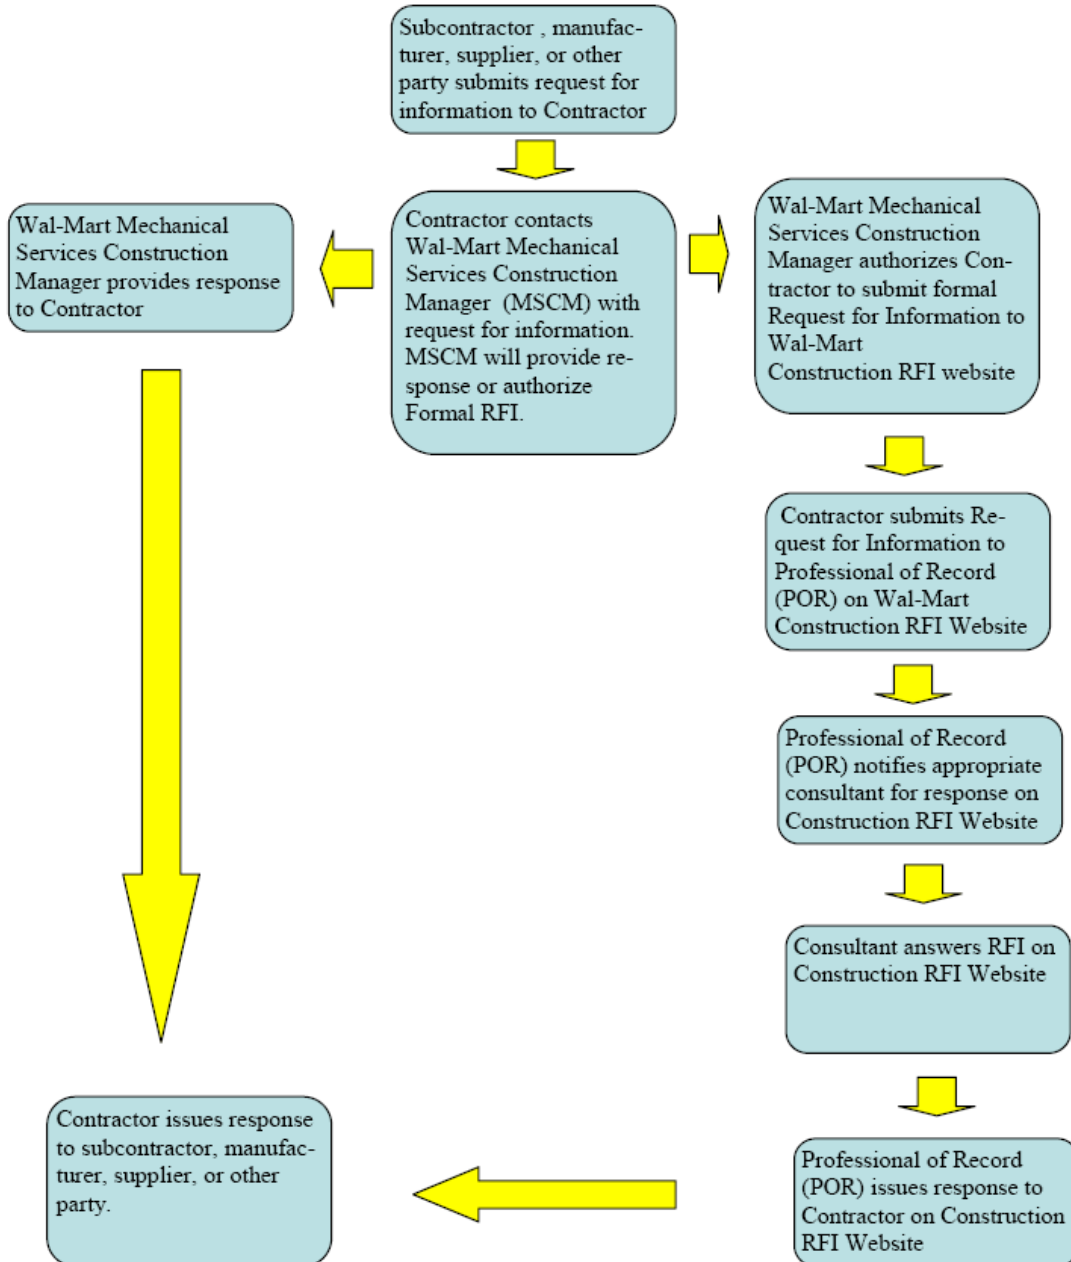 Subcontractor , manufac-
turer, supplier, or other
party submits request for
information to Contractor
Wal-Mart Mechanical
Services Construction
Manager provides response
to Contractor
Contractor contacts
Wal-Mart Mechanical
Services Construction
Manager (MSCM) with
request for information.
MSCM will provide re-
sponse or authorize
Formal RFI.
Wal-Mart Mechanical
Services Construction
Manager authorizes Con-
tractor to submit formal
Request for Information to
Wal-Mart
Construction RFI website
Contractor submits Re-
quest for Information to
Professional of Record
(POR) on Wal-Mart
Construction RFI Website
Professional of Record
(POR) notifies appropriate
consultant for response on
Construction RFI Website
Consultant answers RFI on
Construction RFI Website
Professional of Record
(POR) issues response to
Contractor on Construction
RFI Website
Contractor issues response
to subcontractor, manufac-
turer, supplier, or other
party.